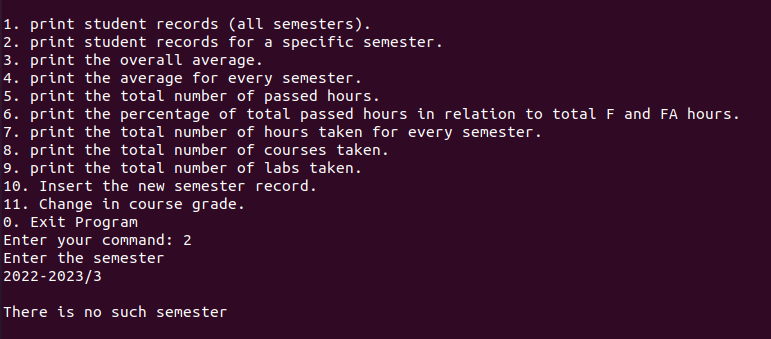 1. print student records (all semesters).
2. print student records for a specific semester.
3. print the overall average.
4. print the average for every semester.
5. print the total number of passed hours.
6. print the percentage of total passed hours in relation to total F and FA hours.
7. print the total number of hours taken for every semester.
8. print the total number of courses taken.
9. print the total number of labs taken.
10. Insert the new semester record.
11. Change in course grade.
0. Exit Program
Enter your command: 2
Enter the semester
2022-2023/3
There is no such semester